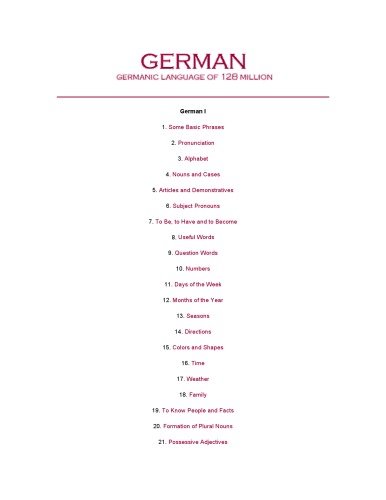 GERMAN
GERMANIC LANGUAGE OF 128 MILLION
German I
1. Some Basic Phrases
2. Pronunciation
3. Alphabet
4. Nouns and Cases
5. Articles and Demonstratives
6. Subject Pronouns
7. To Be, to Have and to Become
8. Useful Words
9. Question Words
10. Numbers
11. Days of the Week
12. Months of the Year
13. Seasons
14. Directions
15. Colors and Shapes
16. Time
17. Weather
18. Family
19. To Know People and Facts
20. Formation of Plural Nouns
21. Possessive Adjectives